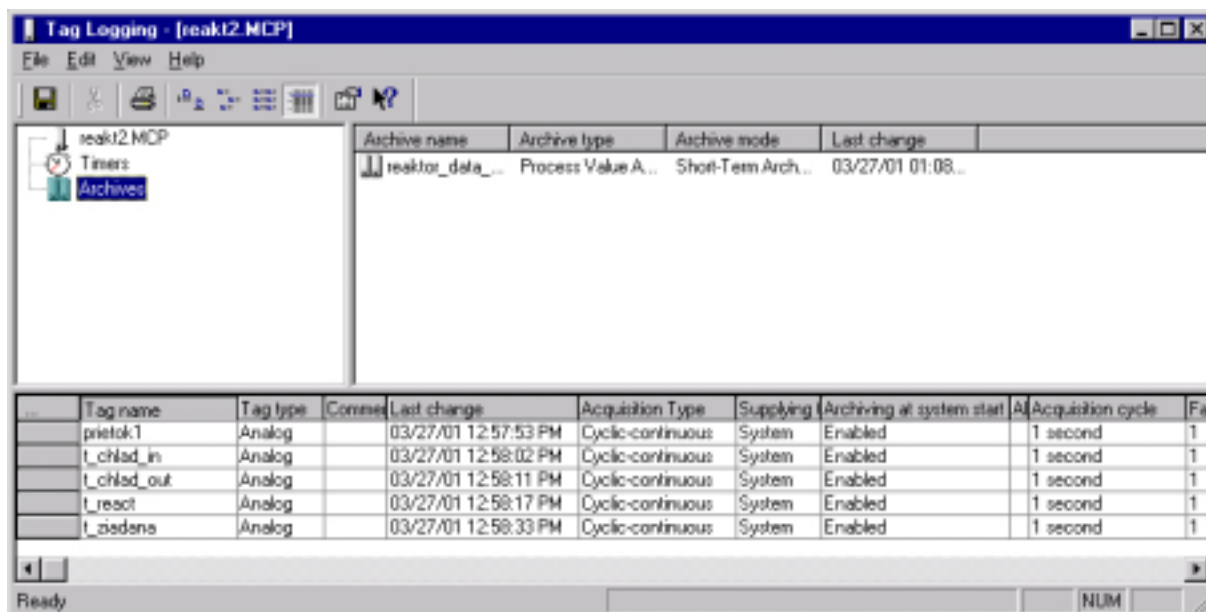 Tag Logging - [reakt2.MCP]
File Edit View Help
reakt2.MCP
Timers
Archives
Archive name Archive type Archive mode Last change
reaktor_data_... Process Value A... Short-Term Arch... 03/27/01 01:08...
... Tag name Tag type Commen Last change Acquisition Type Supplying t Archiving at system start Al Acquisition cycle Fa
prietok1 Analog 03/27/01 12:57:53 PM Cyclic-continuous System Enabled 1 second 1
t_chlad_in Analog 03/27/01 12:58:02 PM Cyclic-continuous System Enabled 1 second 1
t_chlad_out Analog 03/27/01 12:58:11 PM Cyclic-continuous System Enabled 1 second 1
t_react Analog 03/27/01 12:58:17 PM Cyclic-continuous System Enabled 1 second 1
t_ziadana Analog 03/27/01 12:58:33 PM Cyclic-continuous System Enabled 1 second 1
Ready NUM